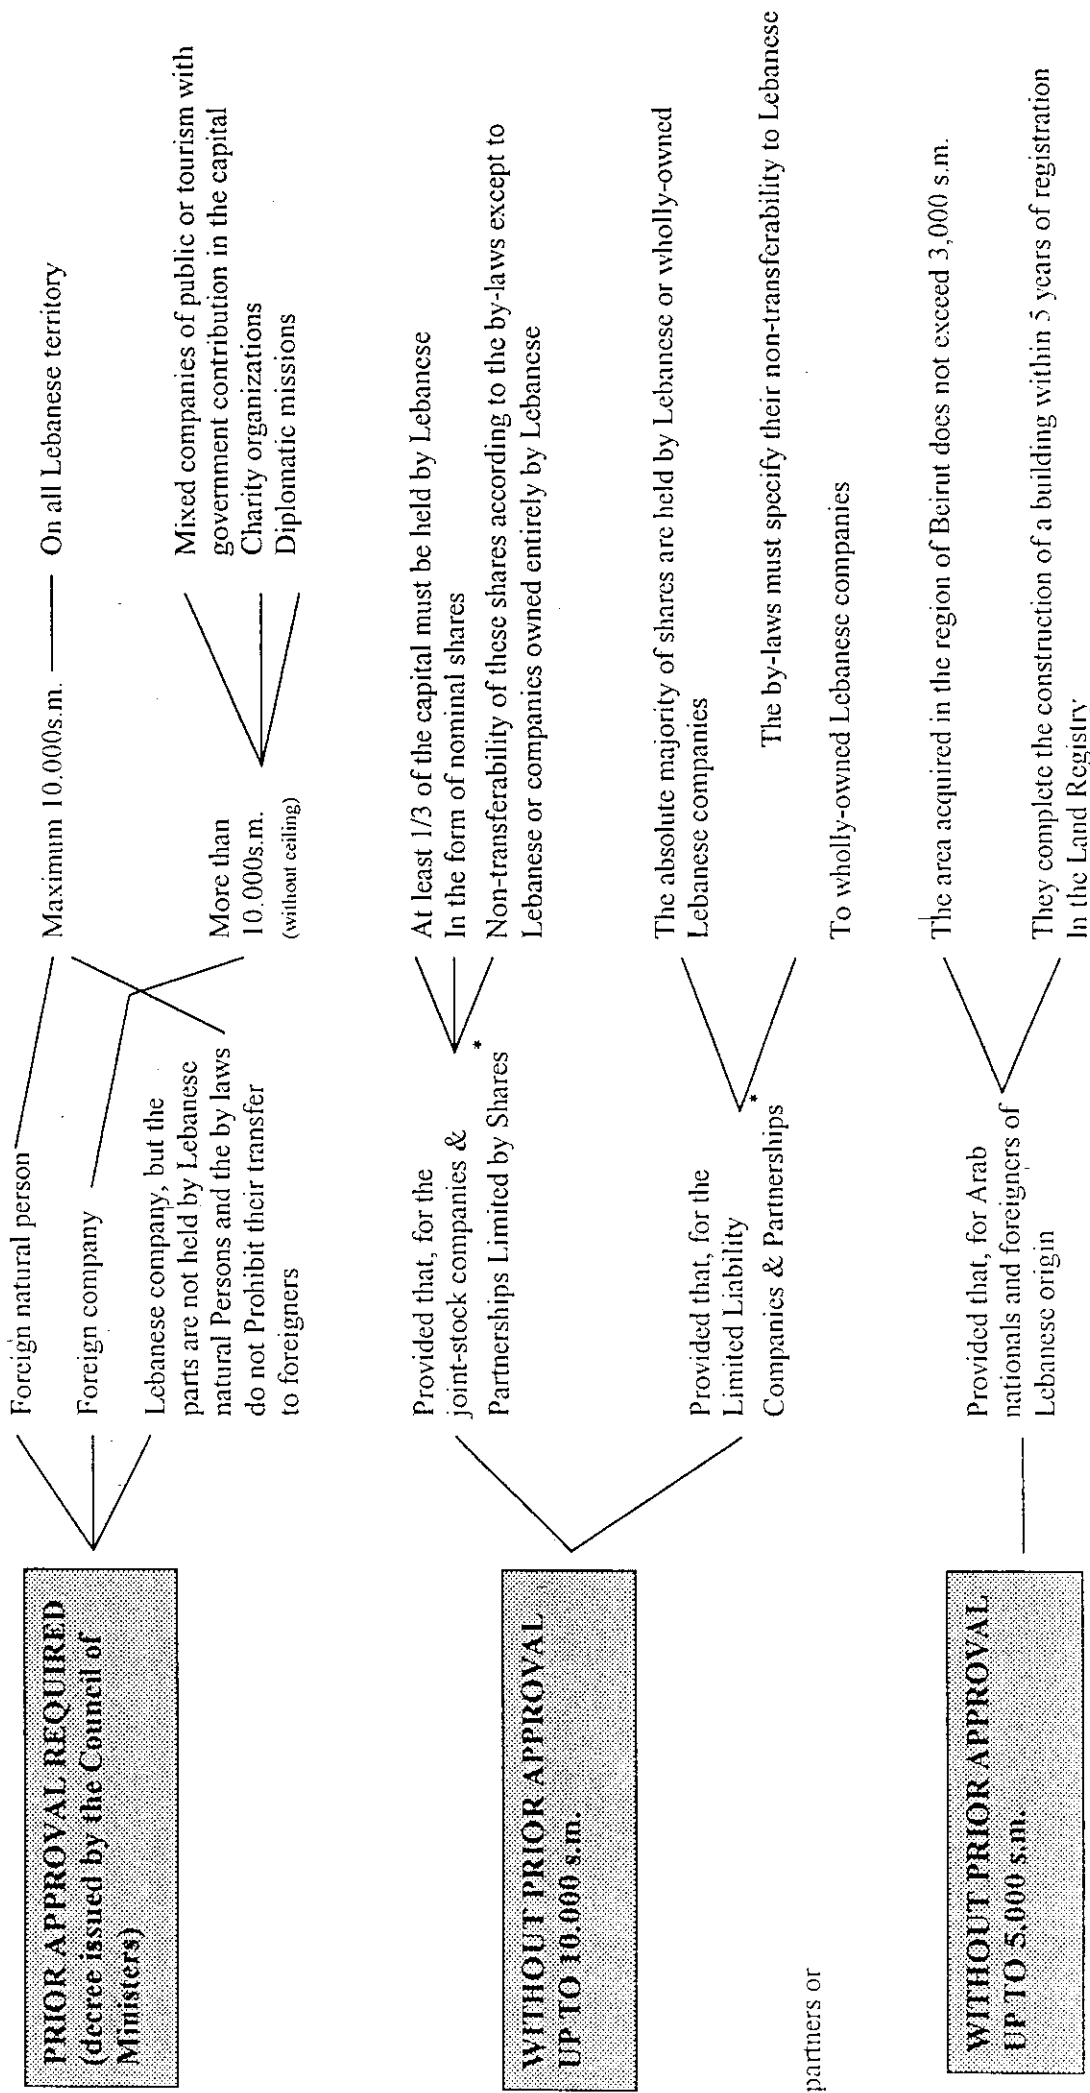 PRIOR APPROVAL REQUIRED
(decree issued by the Council of
Ministers)
Foreign natural person
Foreign company
Lebanese company, but the
parts are not held by Lebanese
natural Persons and the by laws
do not Prohibit their transfer
to foreigners
Maximum 10.000s.m.
On all Lebanese territory
More than
10.000s.m.
(without ceiling)
Mixed companies of public or tourism with
government contribution in the capital
Charity organizations
Diplomatic missions
WITHOUT PRIOR APPROVAL
UP TO 10.000 s.m.
Provided that, for the
joint-stock companies &
Partnerships Limited by Shares *
At least 1/3 of the capital must be held by Lebanese
In the form of nominal shares
Non-transferability of these shares according to the by-laws except to
Lebanese or companies owned entirely by Lebanese
Provided that, for the
Limited Liability
Companies & Partnerships *
The absolute majority of shares are held by Lebanese or wholly-owned
Lebanese companies
The by-laws must specify their non-transferability to Lebanese
partners or
To wholly-owned Lebanese companies
WITHOUT PRIOR APPROVAL
UP TO 5.000 s.m.
Provided that, for Arab
nationals and foreigners of
Lebanese origin
The area acquired in the region of Beirut does not exceed 3,000 s.m.
They complete the construction of a building within 5 years of registration
In the Land Registry